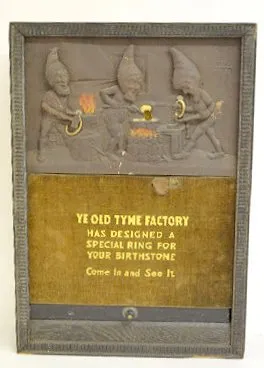 YE OLD TYME FACTORY
HAS DESIGNED A
SPECIAL RING FOR
YOUR BIRTHSTONE
Come In and See It